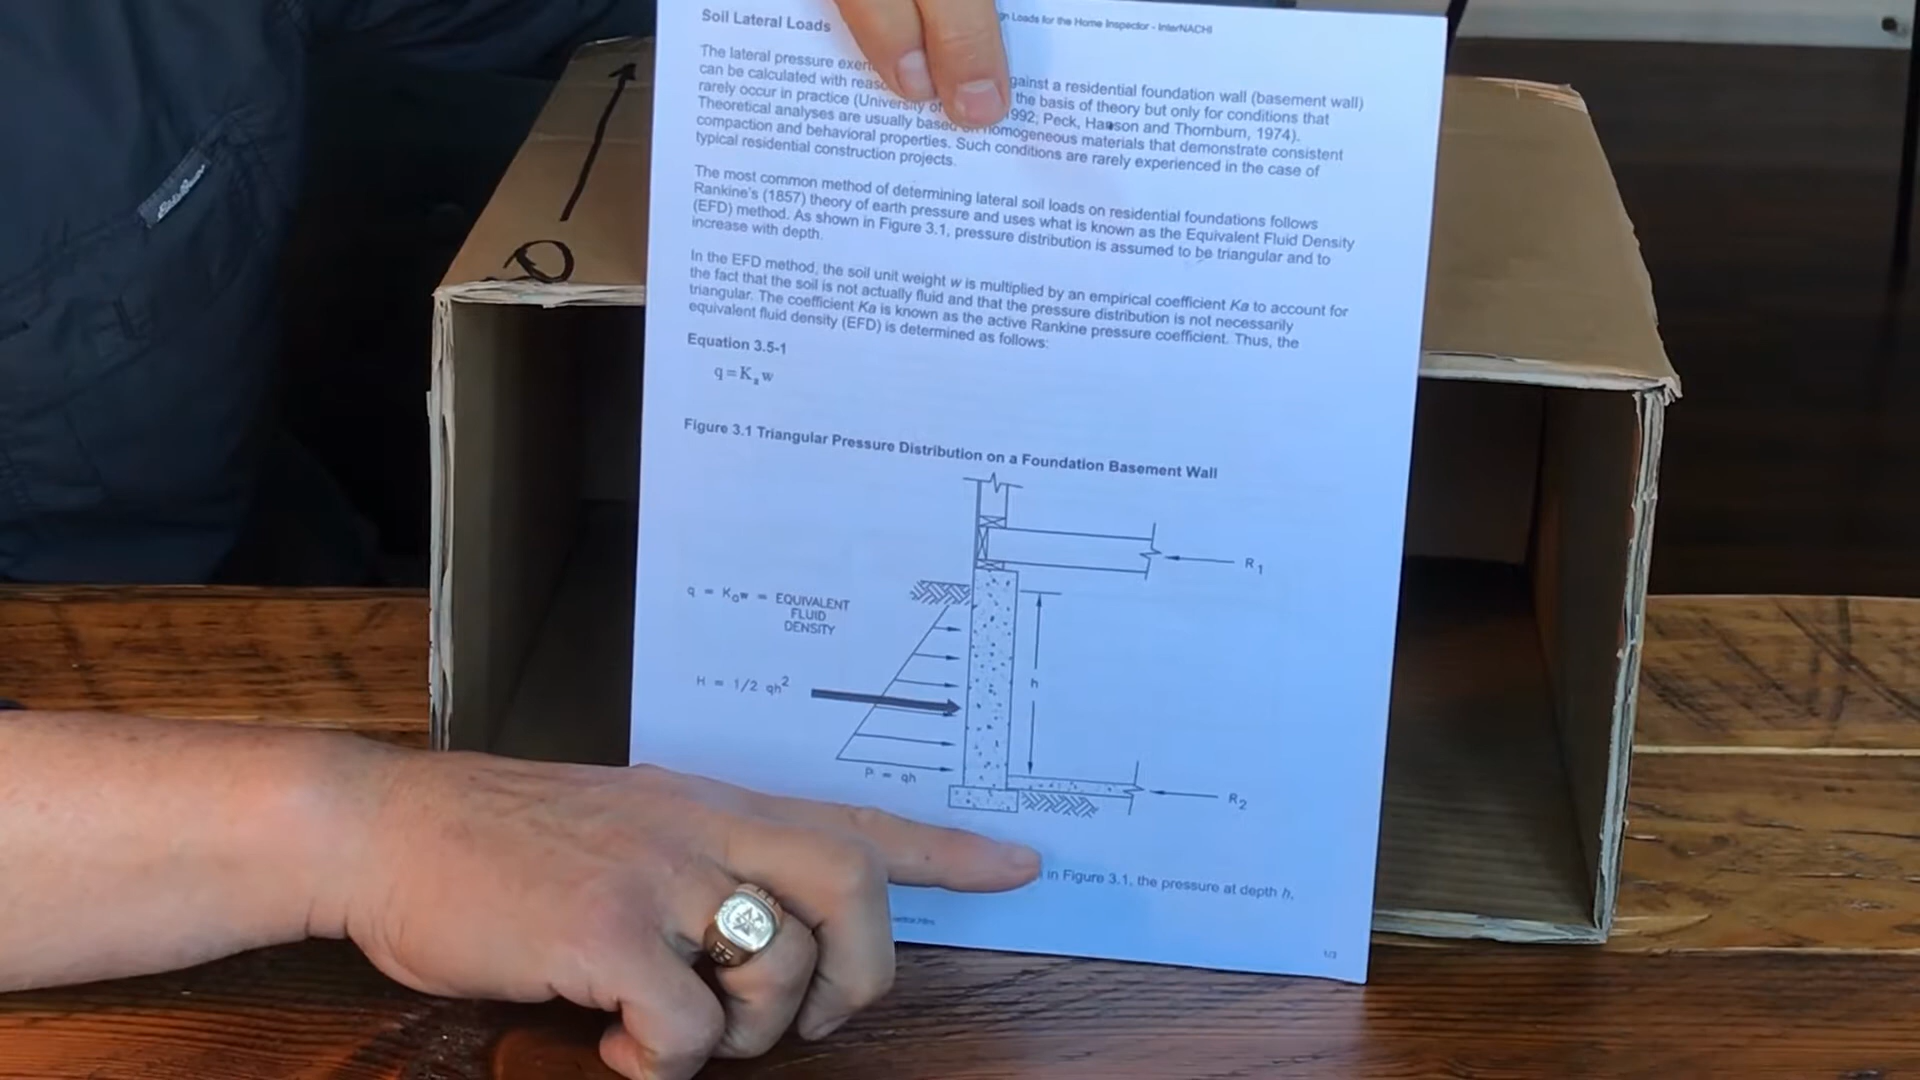 Loads for the Home Inspector - InterNACHI
Soil Lateral Loads
The lateral pressure against a residential foundation wall (basement wall)
can be calculated with the basis of theory but only for conditions that
rarely occur in practice (University of 1992; Peck, Hanson and Thornburn, 1974).
Theoretical analyses are usually based on homogeneous materials that demonstrate consistent
compaction and behavioral properties. Such conditions are rarely experienced in the case of
typical residential construction projects.
The most common method of determining lateral soil loads on residential foundations follows
Rankine's (1857) theory of earth pressure and uses what is known as the Equivalent Fluid Density
(EFD) method. As shown in Figure 3.1, pressure distribution is assumed to be triangular and to
increase with depth.
In the EFD method, the soil unit weight w is multiplied by an empirical coefficient Ka to account for
the fact that the soil is not actually fluid and that the pressure distribution is not necessarily
triangular. The coefficient Ka is known as the active Rankine pressure coefficient. Thus, the
equivalent fluid density (EFD) is determined as follows:
Equation 3.5-1
q=Kaw
Figure 3.1 Triangular Pressure Distribution on a Foundation Basement Wall
R1
q = Kaw = EQUIVALENT
FLUID
DENSITY
H = 1/2 qh2
h
P = qh
R2
in Figure 3.1, the pressure at depth h,
1/3